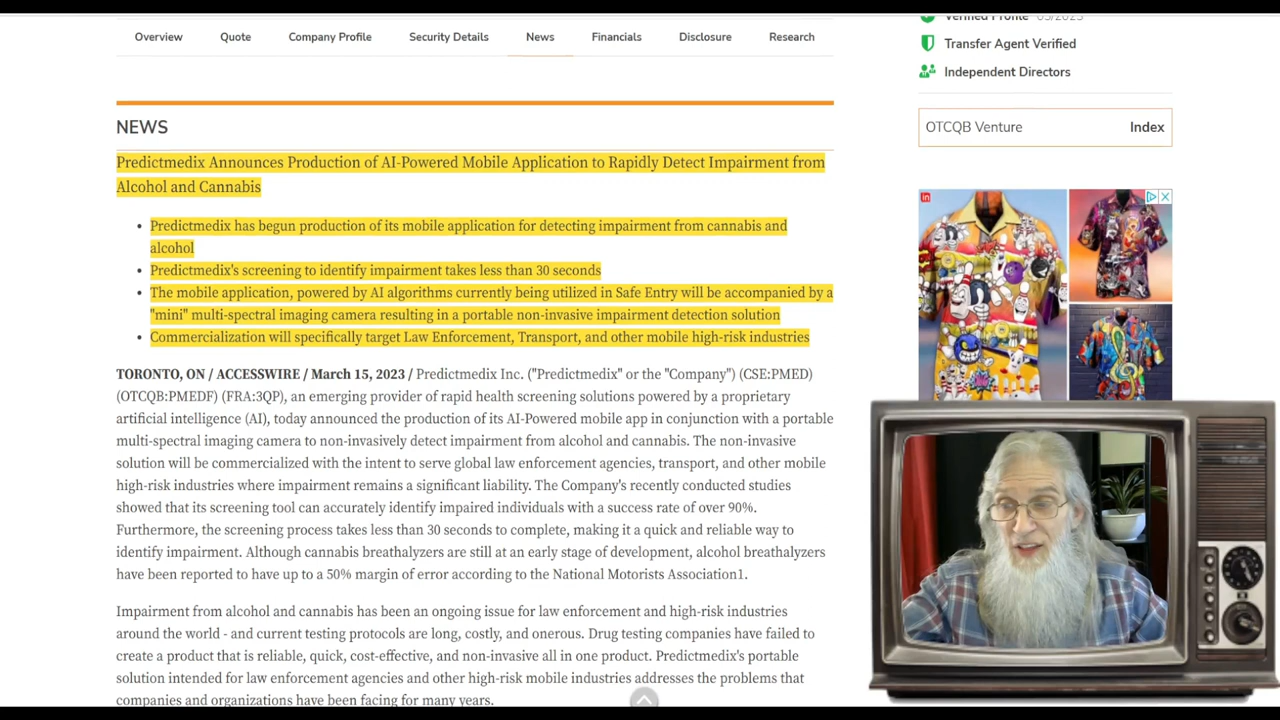 Verified Profile 03/2023
Overview Quote Company Profile Security Details News Financials Disclosure Research
Transfer Agent Verified
Independent Directors
OTCQB Venture Index
NEWS
Predictmedix Announces Production of AI-Powered Mobile Application to Rapidly Detect Impairment from
Alcohol and Cannabis
• Predictmedix has begun production of its mobile application for detecting impairment from cannabis and
alcohol
• Predictmedix's screening to identify impairment takes less than 30 seconds
• The mobile application, powered by AI algorithms currently being utilized in Safe Entry will be accompanied by a
"mini" multi-spectral imaging camera resulting in a portable non-invasive impairment detection solution
• Commercialization will specifically target Law Enforcement, Transport, and other mobile high-risk industries
TORONTO, ON / ACCESSWIRE / March 15, 2023 / Predictmedix Inc. ("Predictmedix" or the "Company") (CSE:PMED)
(OTCQB:PMEDF) (FRA:3QP), an emerging provider of rapid health screening solutions powered by a proprietary
artificial intelligence (AI), today announced the production of its AI-Powered mobile app in conjunction with a portable
multi-spectral imaging camera to non-invasively detect impairment from alcohol and cannabis. The non-invasive
solution will be commercialized with the intent to serve global law enforcement agencies, transport, and other mobile
high-risk industries where impairment remains a significant liability. The Company's recently conducted studies
showed that its screening tool can accurately identify impaired individuals with a success rate of over 90%.
Furthermore, the screening process takes less than 30 seconds to complete, making it a quick and reliable way to
identify impairment. Although cannabis breathalyzers are still at an early stage of development, alcohol breathalyzers
have been reported to have up to a 50% margin of error according to the National Motorists Association1.
Impairment from alcohol and cannabis has been an ongoing issue for law enforcement and high-risk industries
around the world - and current testing protocols are long, costly, and onerous. Drug testing companies have failed to
create a product that is reliable, quick, cost-effective, and non-invasive all in one product. Predictmedix's portable
solution intended for law enforcement agencies and other high-risk mobile industries addresses the problems that
companies and organizations have been facing for many years.